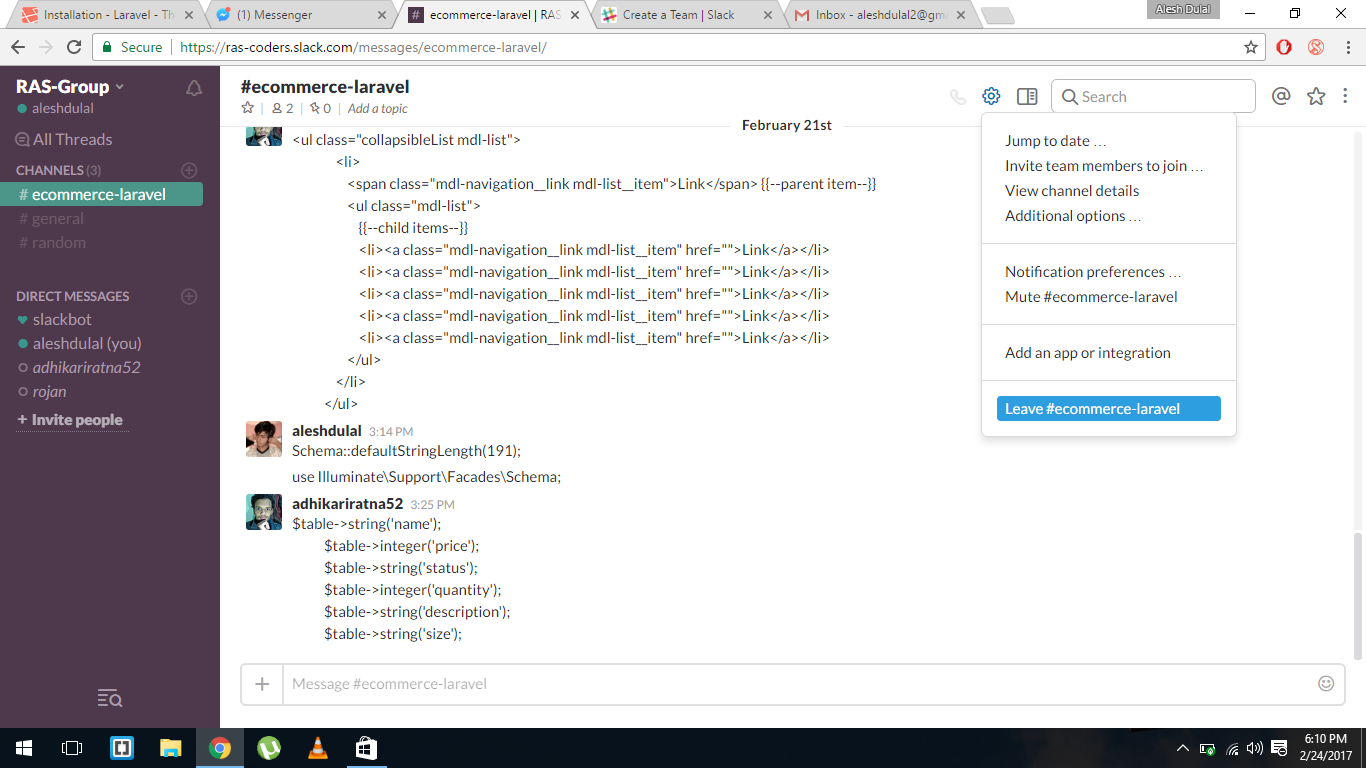 Installation - Laravel - Th
(1) Messenger
ecommerce-laravel | RAS
Create a Team | Slack
Inbox - aleshdulal2@gm
Alesh Dulal
Secure
https://ras-coders.slack.com/messages/ecommerce-laravel/
RAS-Group
aleshdulal
All Threads
CHANNELS (3)
# ecommerce-laravel
# general
# random
DIRECT MESSAGES
slackbot
aleshdulal (you)
adhikariratna52
rojan
+ Invite people
#ecommerce-laravel
2
0
Add a topic
Search
February 21st
<ul class="collapsibleList mdl-list">
<li>
<span class="mdl-navigation__link mdl-list__item">Link</span> {{--parent item--}}
<ul class="mdl-list">
{{--child items--}}
<li><a class="mdl-navigation__link mdl-list__item" href="">Link</a></li>
<li><a class="mdl-navigation__link mdl-list__item" href="">Link</a></li>
<li><a class="mdl-navigation__link mdl-list__item" href="">Link</a></li>
<li><a class="mdl-navigation__link mdl-list__item" href="">Link</a></li>
<li><a class="mdl-navigation__link mdl-list__item" href="">Link</a></li>
</ul>
</li>
</ul>
aleshdulal 3:14 PM
Schema::defaultStringLength(191);
use Illuminate\Support\Facades\Schema;
adhikariratna52 3:25 PM
$table->string('name');
$table->integer('price');
$table->string('status');
$table->integer('quantity');
$table->string('description');
$table->string('size');
Message #ecommerce-laravel
Jump to date …
Invite team members to join …
View channel details
Additional options …
Notification preferences …
Mute #ecommerce-laravel
Add an app or integration
Leave #ecommerce-laravel
6:10 PM
2/24/2017